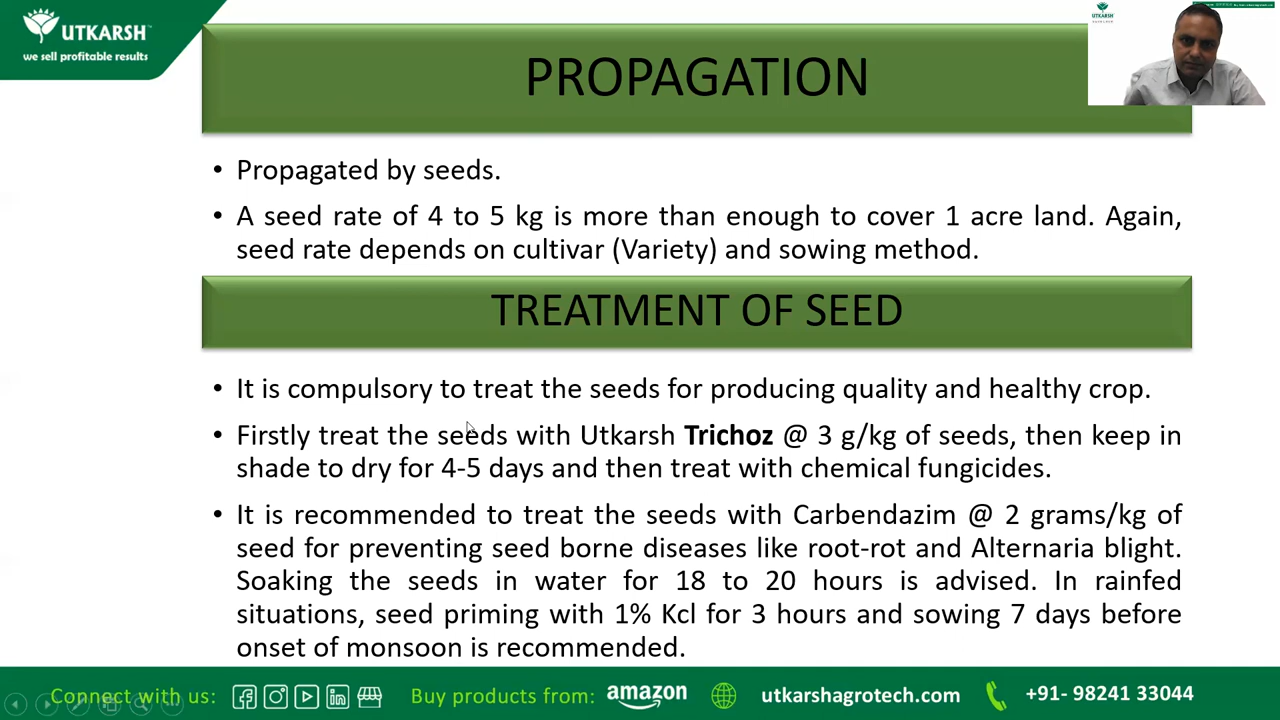 UTKARSH
we sell profitable results
UTKARSH
PROPAGATION
• Propagated by seeds.
• A seed rate of 4 to 5 kg is more than enough to cover 1 acre land. Again,
seed rate depends on cultivar (Variety) and sowing method.
TREATMENT OF SEED
• It is compulsory to treat the seeds for producing quality and healthy crop.
• Firstly treat the seeds with Utkarsh Trichoz @ 3 g/kg of seeds, then keep in
shade to dry for 4-5 days and then treat with chemical fungicides.
• It is recommended to treat the seeds with Carbendazim @ 2 grams/kg of
seed for preventing seed borne diseases like root-rot and Alternaria blight.
Soaking the seeds in water for 18 to 20 hours is advised. In rainfed
situations, seed priming with 1% Kcl for 3 hours and sowing 7 days before
onset of monsoon is recommended.
Connect with us: Buy products from: amazon utkarshagrotech.com +91- 98241 33044